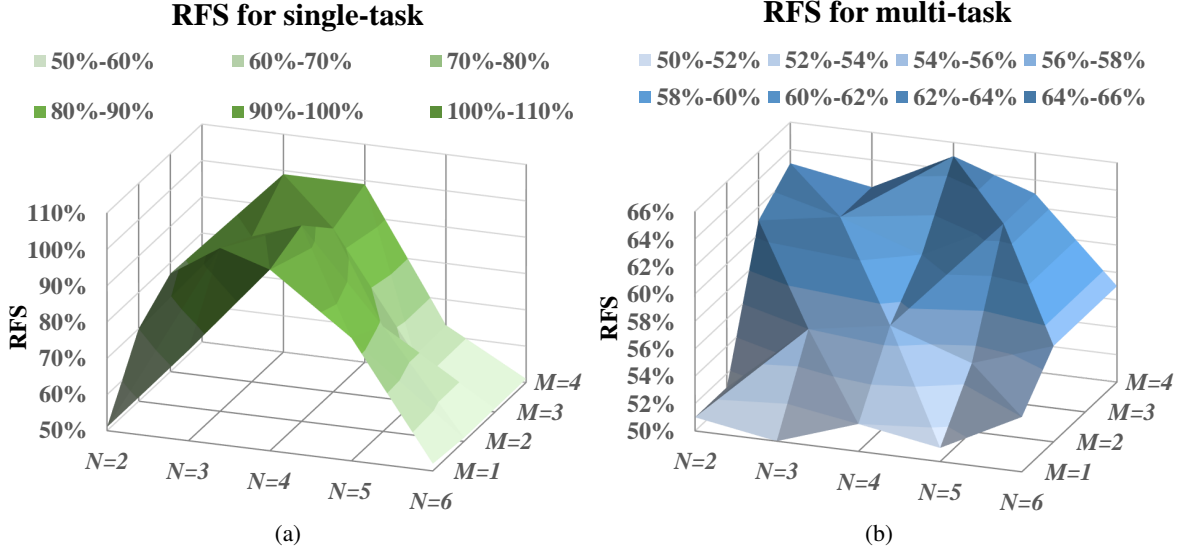 RFS for single-task
50%-60% 60%-70% 70%-80%
80%-90% 90%-100% 100%-110%
110%
100%
90%
80%
70%
60%
50%
RFS
N=2
N=3
N=4
N=5
N=6
M=1
M=2
M=3
M=4
(a)
RFS for multi-task
50%-52% 52%-54% 54%-56% 56%-58%
58%-60% 60%-62% 62%-64% 64%-66%
66%
64%
62%
60%
58%
56%
54%
52%
50%
RFS
N=2
N=3
N=4
N=5
N=6
M=1
M=2
M=3
M=4
(b)